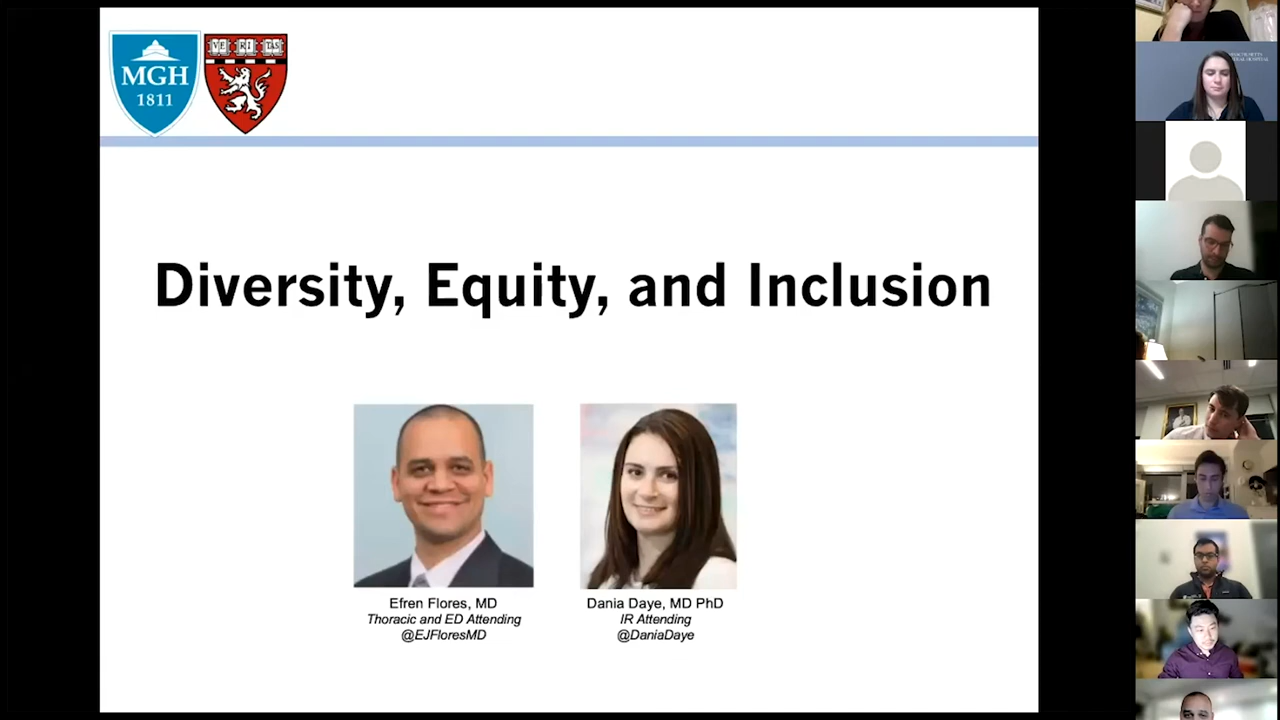 MGH
1811
VE RI TAS
Diversity, Equity, and Inclusion
Efren Flores, MD
Thoracic and ED Attending
@EJFloresMD
Dania Daye, MD PhD
IR Attending
@DaniaDaye